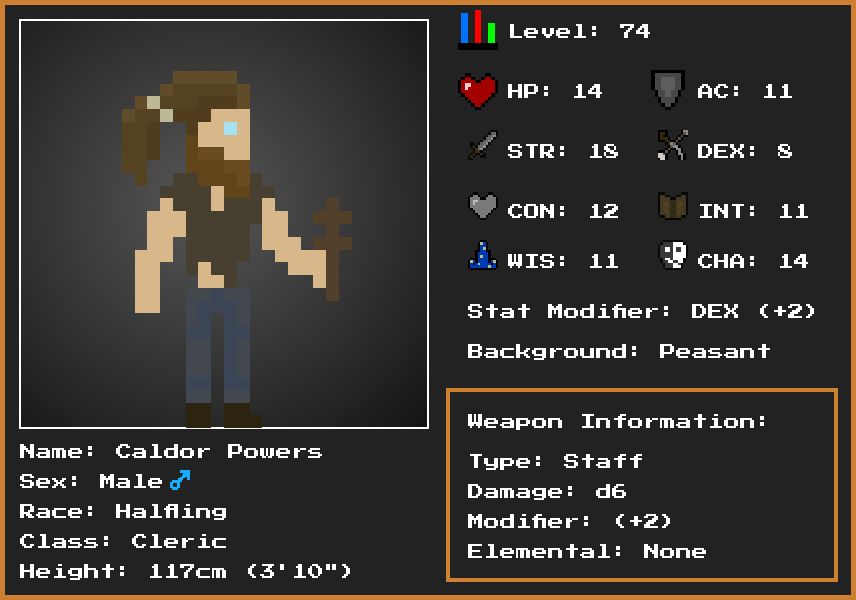 Level: 74
HP: 14 AC: 11
STR: 18 DEX: 8
CON: 12 INT: 11
WIS: 11 CHA: 14
Stat Modifier: DEX (+2)
Background: Peasant
Weapon Information:
Type: Staff
Damage: d6
Modifier: (+2)
Elemental: None
Name: Caldor Powers
Sex: Male♂
Race: Halfling
Class: Cleric
Height: 117cm (3'10")